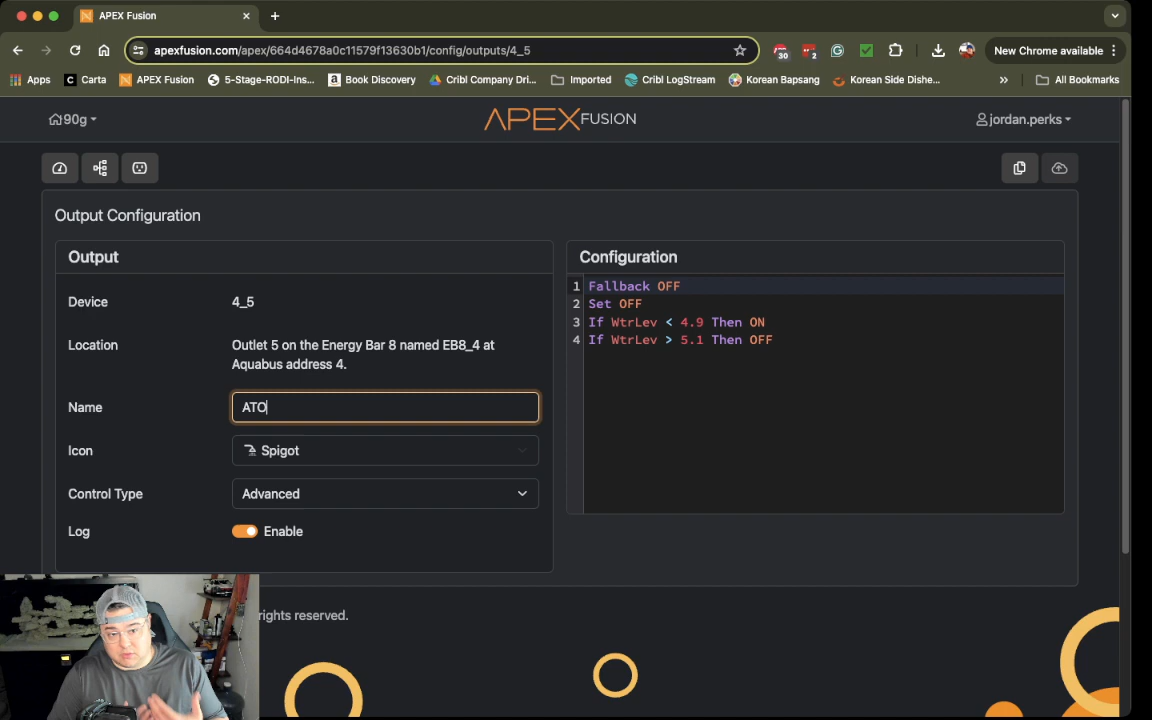 APEX Fusion
apexfusion.com/apex/664d4678a0c11579f13630b1/config/outputs/4_5
30
2
New Chrome available
Apps
Carta
APEX Fusion
5-Stage-RODI-Ins...
Book Discovery
Cribl Company Dri...
Imported
Cribl LogStream
Korean Bapsang
Korean Side Dishe...
All Bookmarks
90g
APEX FUSION
jordan.perks
Output Configuration
Output
Device
4_5
Location
Outlet 5 on the Energy Bar 8 named EB8_4 at
Aquabus address 4.
Name
ATO
Icon
Spigot
Control Type
Advanced
Log
Enable
Configuration
1 Fallback OFF
2 Set OFF
3 If WtrLev < 4.9 Then ON
4 If WtrLev > 5.1 Then OFF
rights reserved.